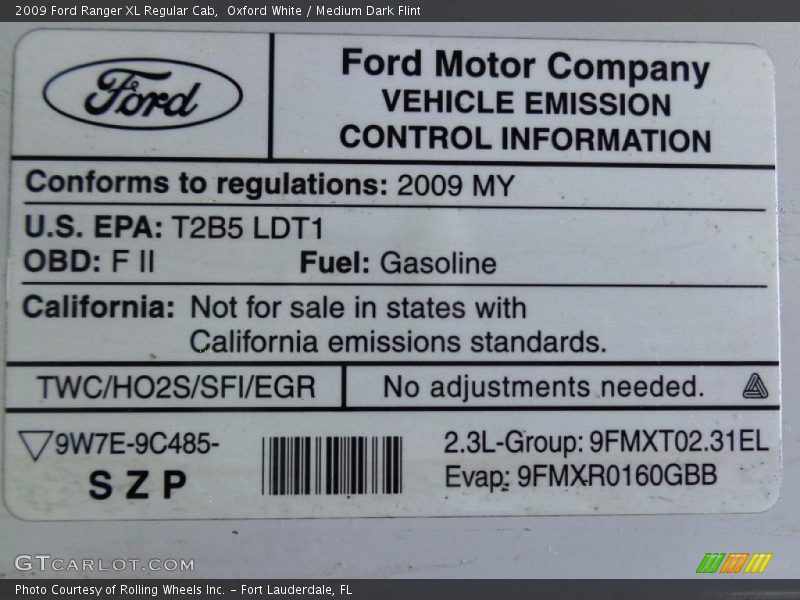 2009 Ford Ranger XL Regular Cab,  Oxford White / Medium Dark Flint
Ford
Ford Motor Company
VEHICLE EMISSION
CONTROL INFORMATION
Conforms to regulations: 2009 MY
U.S. EPA: T2B5 LDT1
OBD: F II Fuel: Gasoline
California: Not for sale in states with
California emissions standards.
TWC/HO2S/SFI/EGR No adjustments needed.
9W7E-9C485-
SZP
2.3L-Group: 9FMXT02.31EL
Evap: 9FMXR0160GBB
GTCARLOT.COM
Photo Courtesy of Rolling Wheels Inc. – Fort Lauderdale, FL